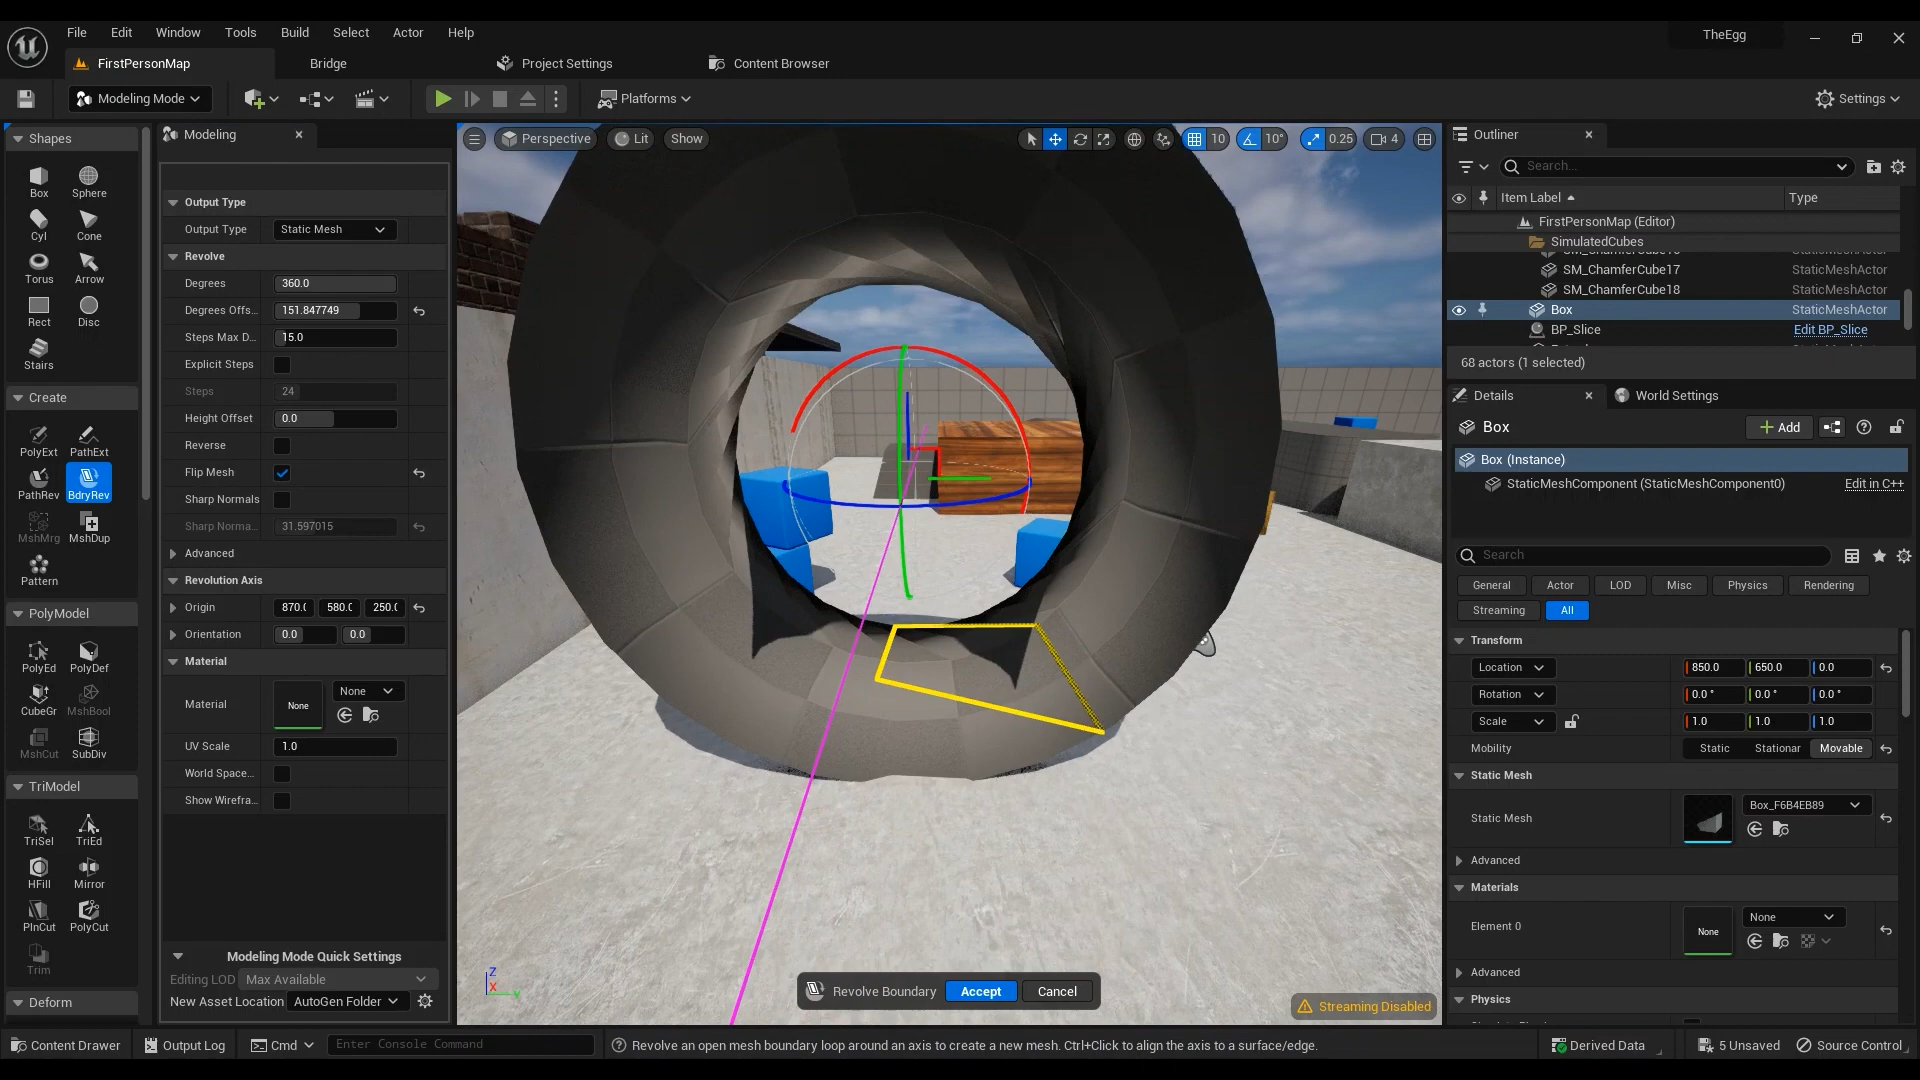 File Edit Window Tools Build Select Actor Help
TheEgg
FirstPersonMap Bridge Project Settings Content Browser
Modeling Mode Platforms Settings
Shapes
Box Sphere
Cyl Cone
Torus Arrow
Rect Disc
Stairs
Create
PolyExt PathExt
PathRev BdryRev
MshMrg MshDup
Pattern
PolyModel
PolyEd PolyDef
CubeGr MshBool
MshCut SubDiv
TriModel
TriSel TriEd
HFill Mirror
PlnCut PolyCut
Trim
Deform
Modeling
Output Type
Output Type Static Mesh
Revolve
Degrees 360.0
Degrees Offs... 151.847749
Steps Max D... 15.0
Explicit Steps
Steps 24
Height Offset 0.0
Reverse
Flip Mesh
Sharp Normals
Sharp Norma... 31.597015
Advanced
Revolution Axis
Origin 870.( 580.( 250.(
Orientation 0.0 0.0
Material
Material None None
UV Scale 1.0
World Space...
Show Wirefra...
Modeling Mode Quick Settings
Editing LOD Max Available
New Asset Location AutoGen Folder
Perspective Lit Show 10 10° 0.25 4
Z
X
Y
Revolve Boundary Accept Cancel
Streaming Disabled
Outliner
Search...
Item Label Type
FirstPersonMap (Editor)
SimulatedCubes
SM_ChamferCube17 StaticMeshActor
SM_ChamferCube18 StaticMeshActor
Box StaticMeshActor
BP_Slice Edit BP_Slice
68 actors (1 selected)
Details World Settings
Box Add
Box (Instance)
StaticMeshComponent (StaticMeshComponent0) Edit in C++
Search
General Actor LOD Misc Physics Rendering
Streaming All
Transform
Location 850.0 650.0 0.0
Rotation 0.0 ° 0.0 ° 0.0 °
Scale 1.0 1.0 1.0
Mobility Static Stationar Movable
Static Mesh
Static Mesh Box_F6B4EB89
Advanced
Materials
Element 0 None None
Advanced
Physics
Content Drawer Output Log Cmd Enter Console Command Revolve an open mesh boundary loop around an axis to create a new mesh. Ctrl+Click to align the axis to a surface/edge. Derived Data 5 Unsaved Source Control